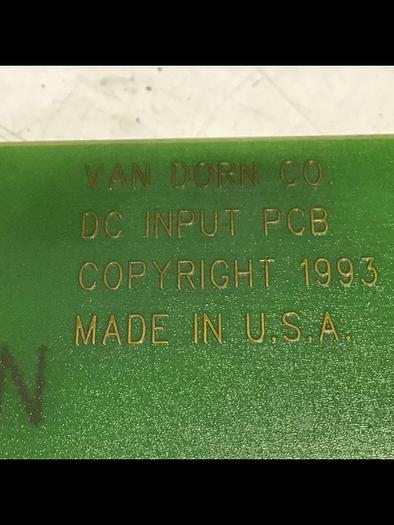 VAN DORN CO.
DC INPUT PCB
COPYRIGHT 1993
MADE IN U.S.A.
N